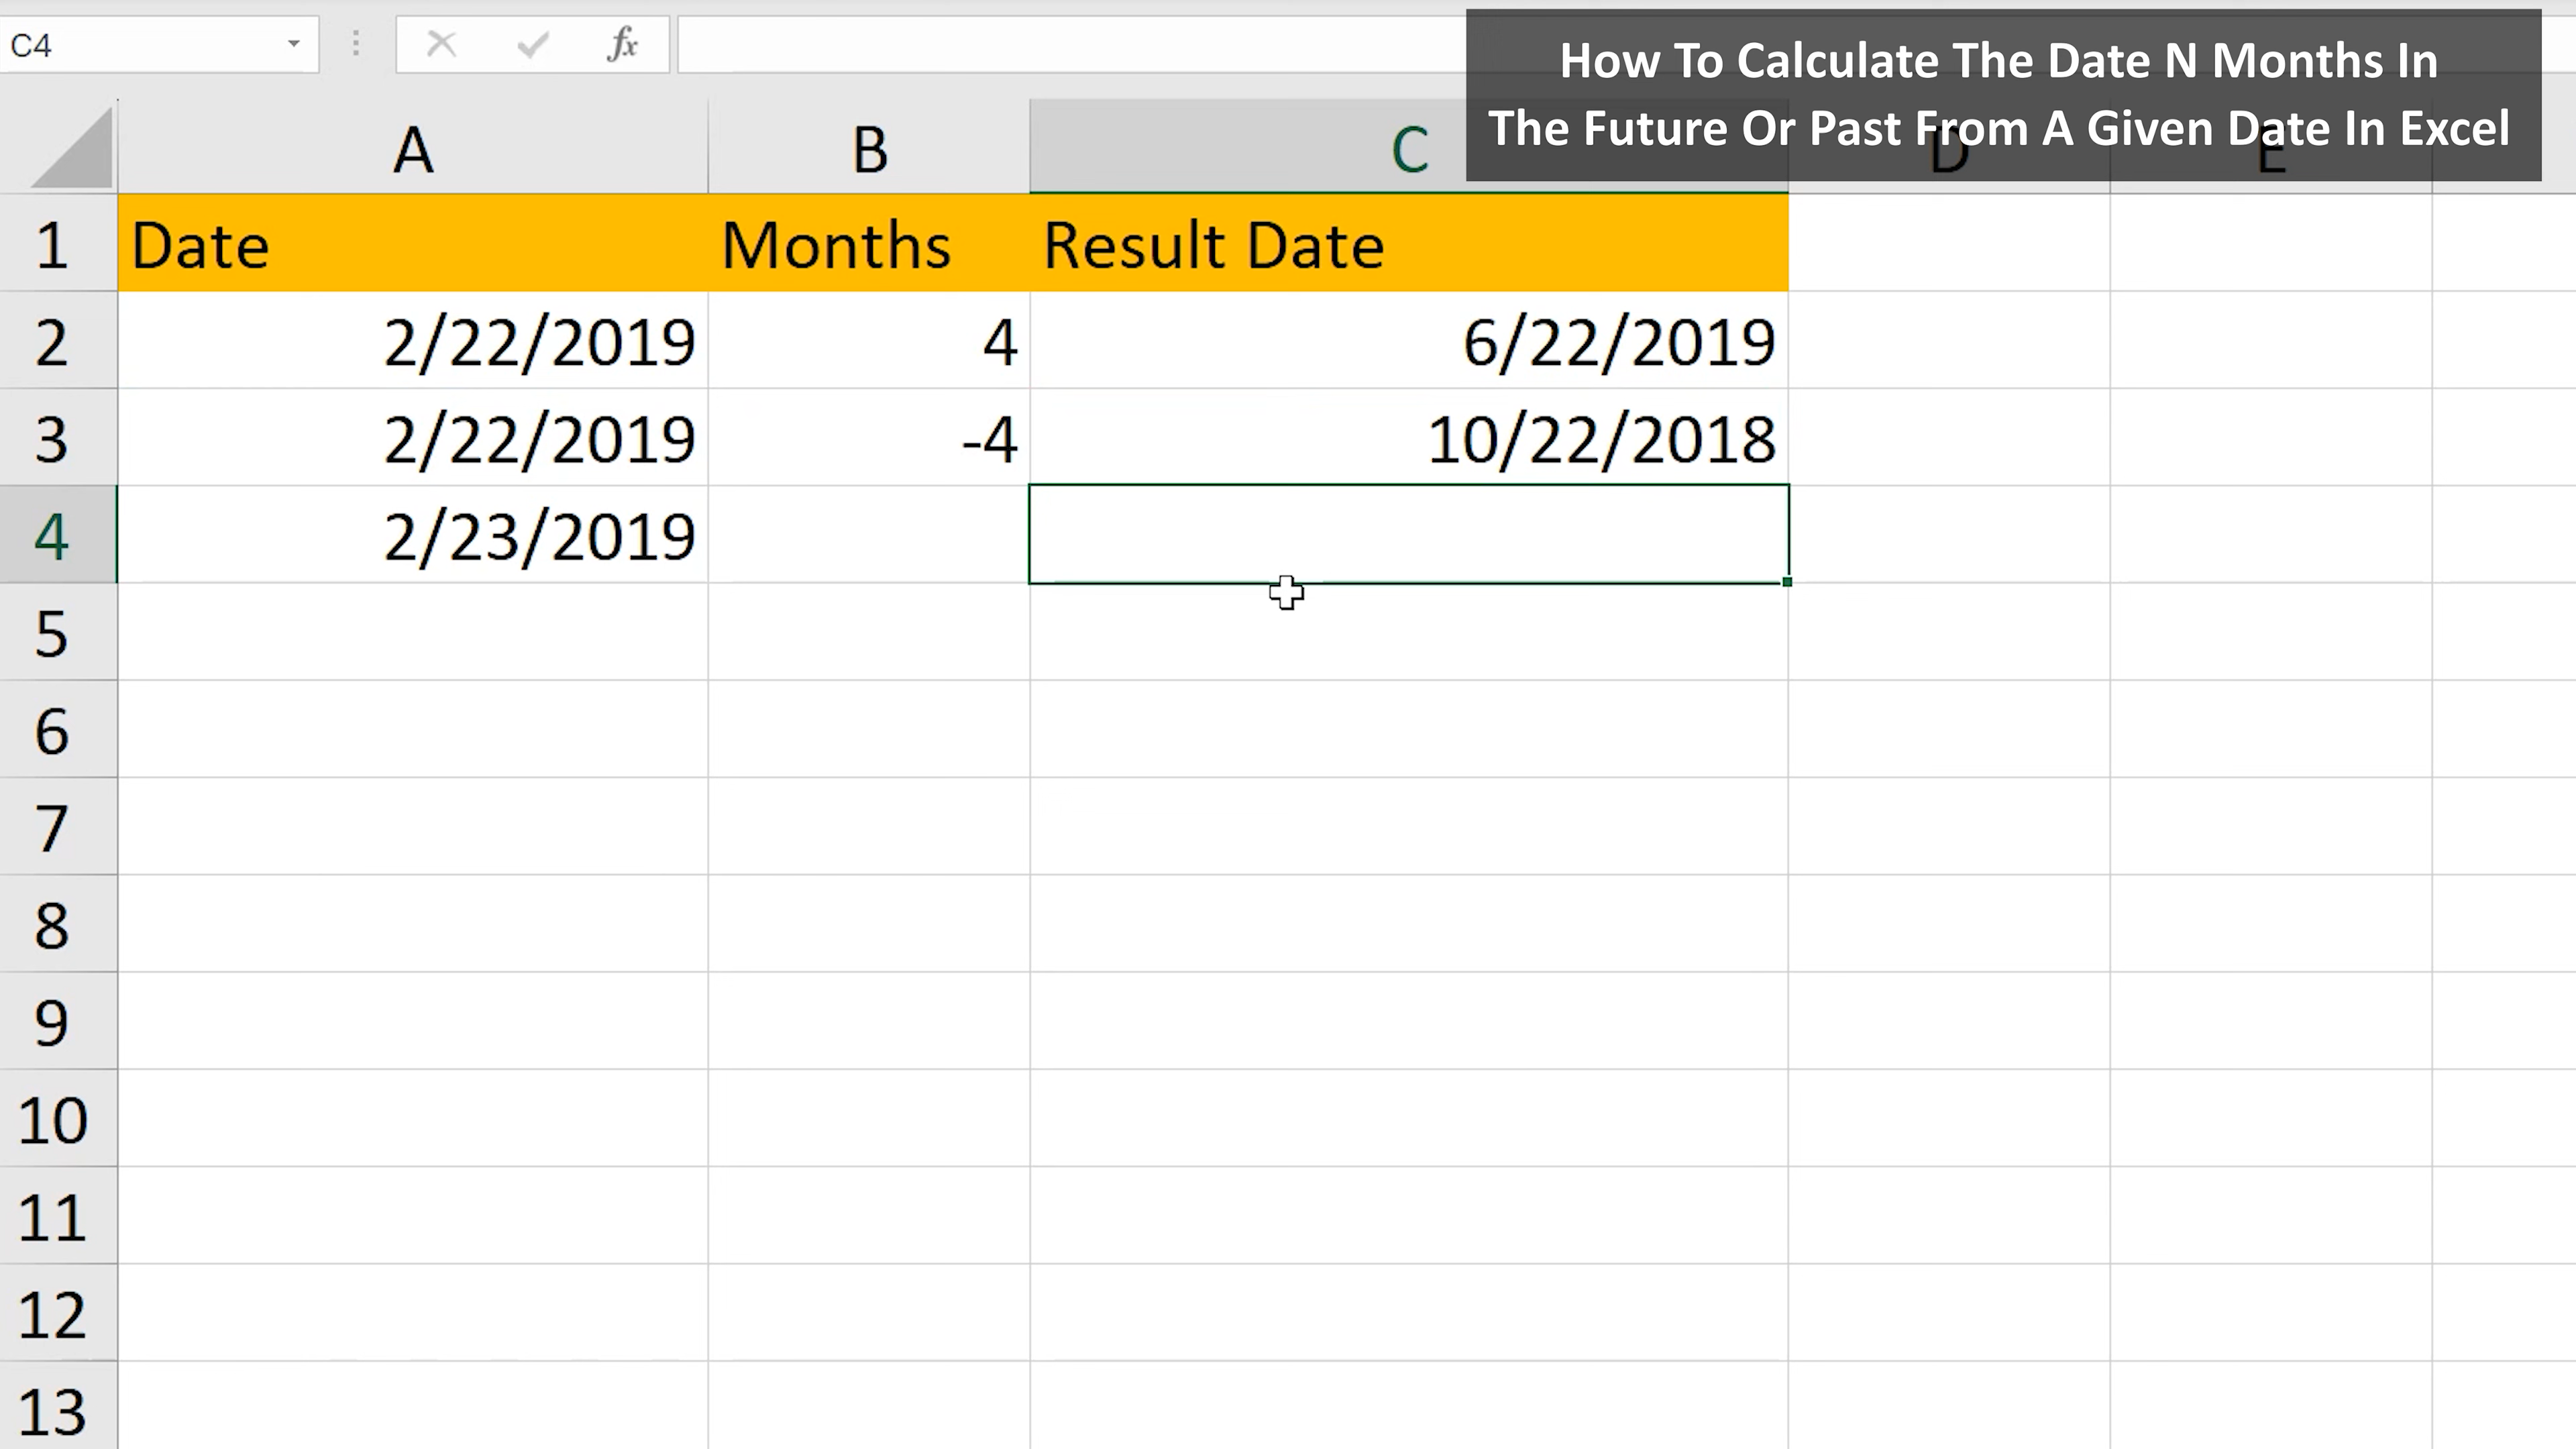 C4
fx
How To Calculate The Date N Months In
The Future Or Past From A Given Date In Excel
A B C D E
1 Date Months Result Date
2 2/22/2019 4 6/22/2019
3 2/22/2019 -4 10/22/2018
4 2/23/2019
5
6
7
8
9
10
11
12
13